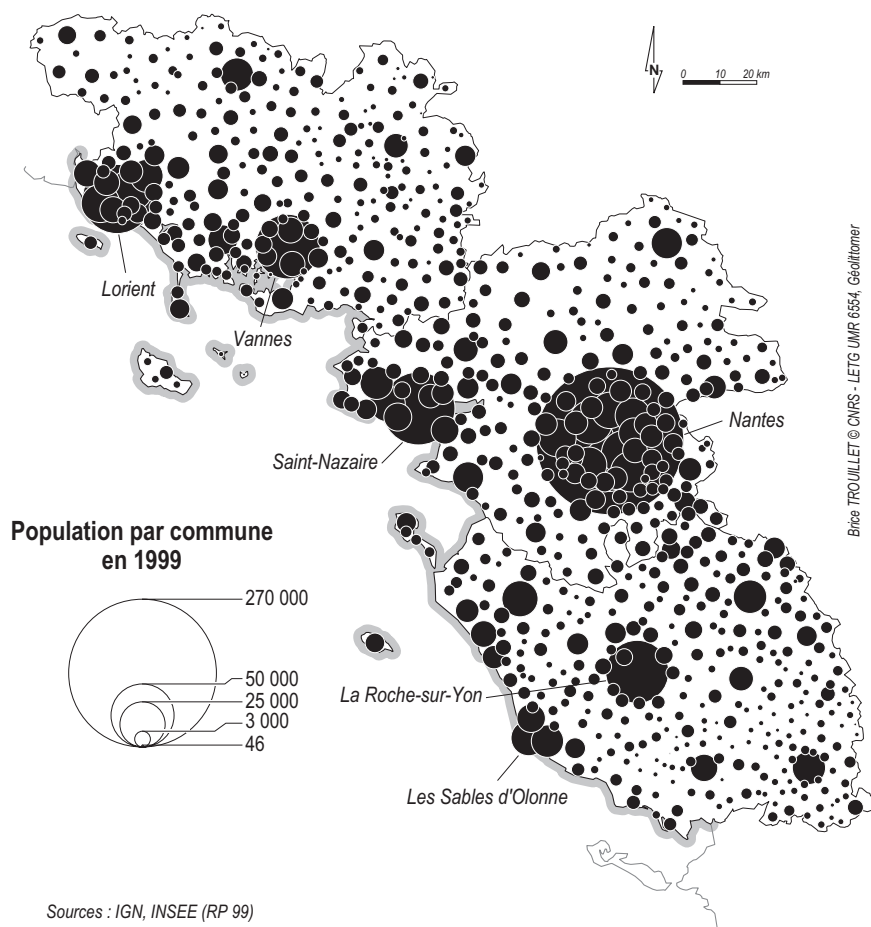 N
0 10 20 km
Lorient
Vannes
Saint-Nazaire
Nantes
Brice TROUILLET © CNRS - LETG UMR 6554, Géolittomer
Population par commune
en 1999
270 000
50 000
25 000
3 000
46
La Roche-sur-Yon
Les Sables d'Olonne
Sources : IGN, INSEE (RP 99)